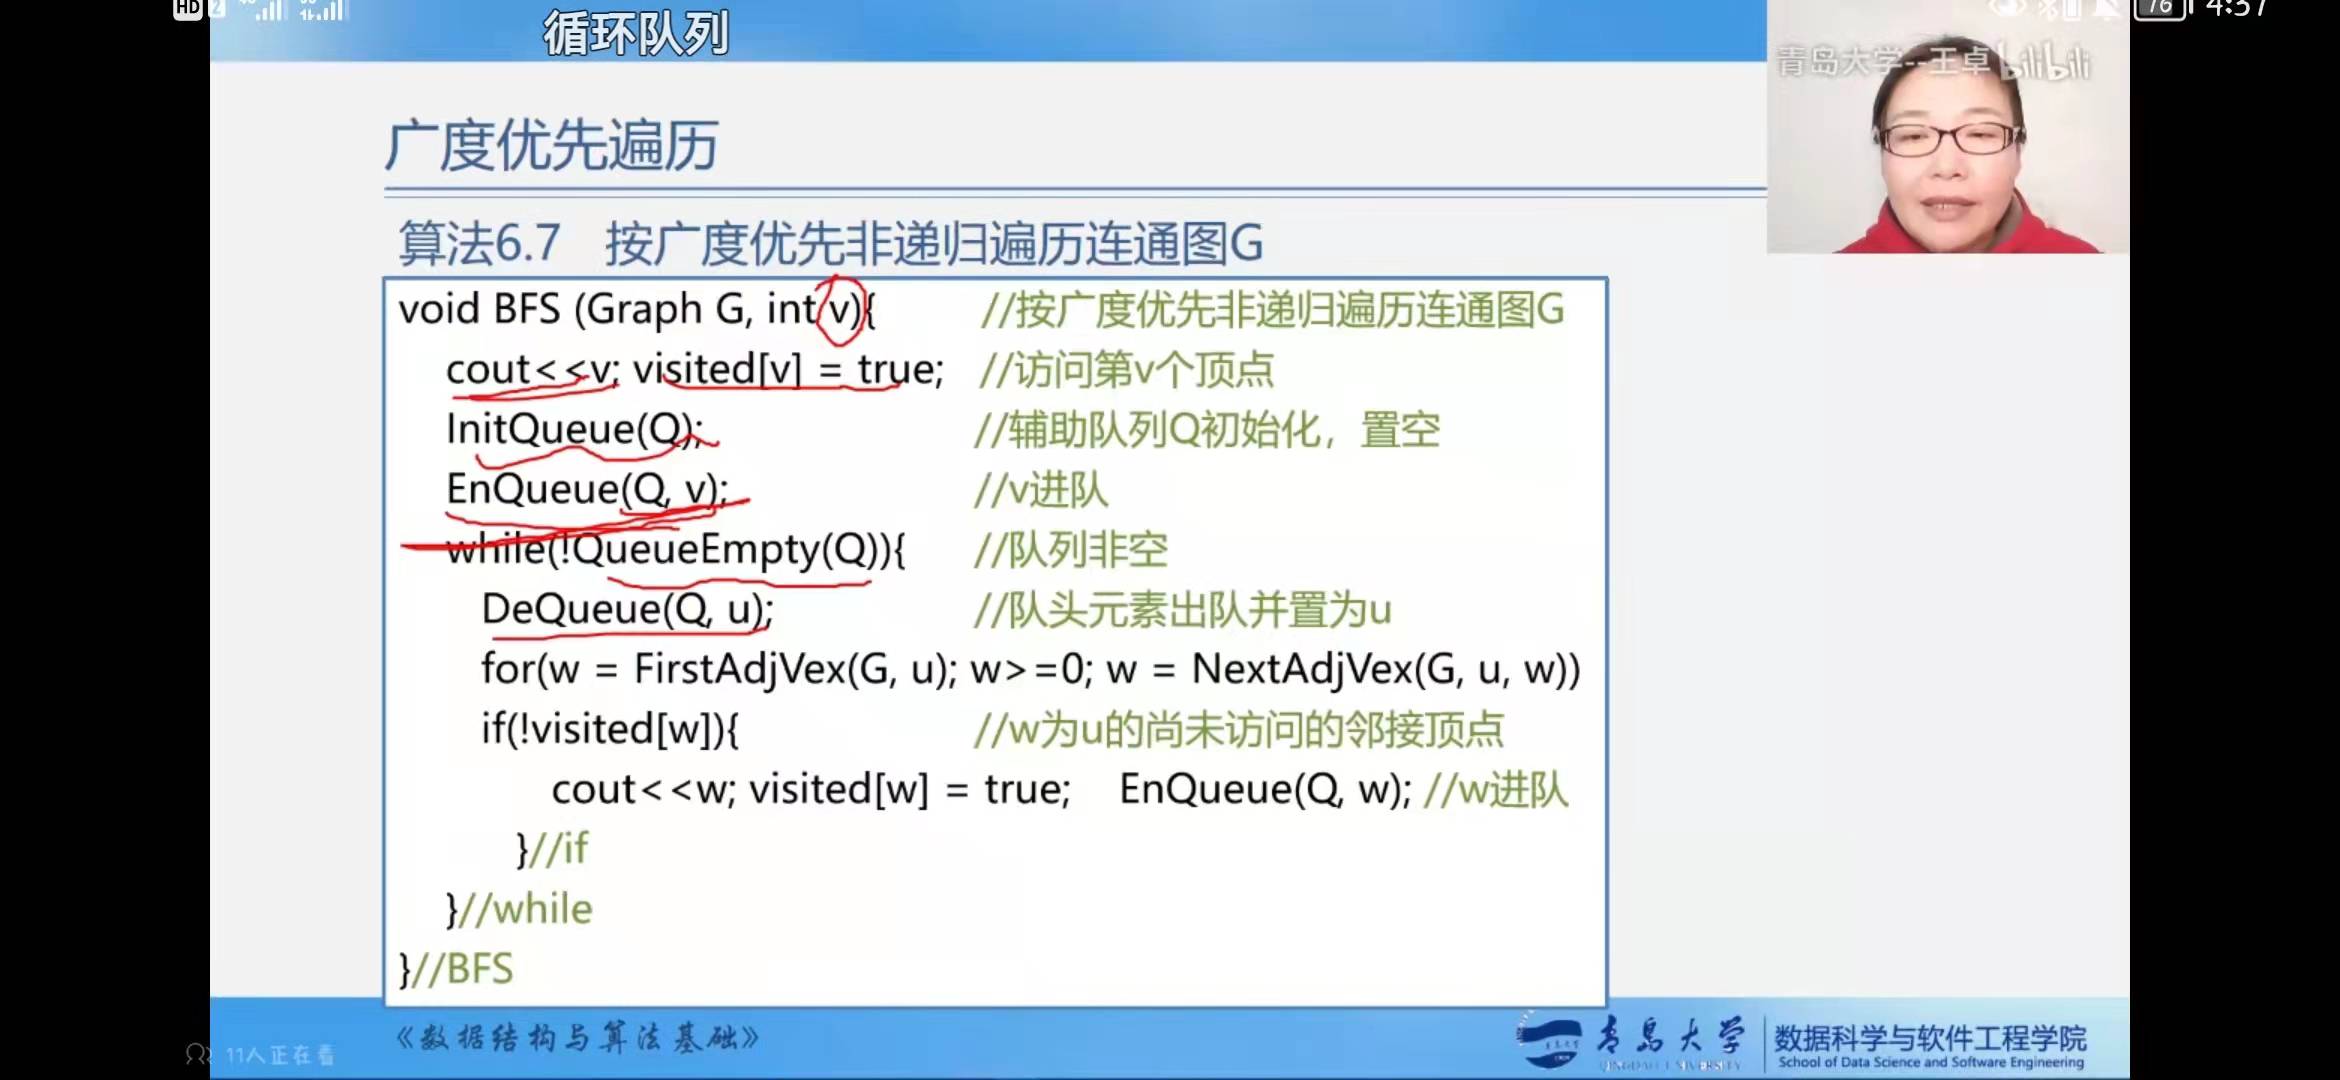 HD 2
76 4:37
循环队列
青岛大学--王卓 bilibili
广度优先遍历
算法6.7 按广度优先非递归遍历连通图G
void BFS (Graph G, int v){ //按广度优先非递归遍历连通图G
cout<<v; visited[v] = true; //访问第v个顶点
InitQueue(Q); //辅助队列Q初始化，置空
EnQueue(Q, v); //v进队
while(!QueueEmpty(Q)){ //队列非空
DeQueue(Q, u); //队头元素出队并置为u
for(w = FirstAdjVex(G, u); w>=0; w = NextAdjVex(G, u, w))
if(!visited[w]){ //w为u的尚未访问的邻接顶点
cout<<w; visited[w] = true; EnQueue(Q, w); //w进队
}//if
}//while
}//BFS
《数据结构与算法基础》
11人正在看
青岛大学
QINGDAO UNIVERSITY
数据科学与软件工程学院
School of Data Science and Software Engineering